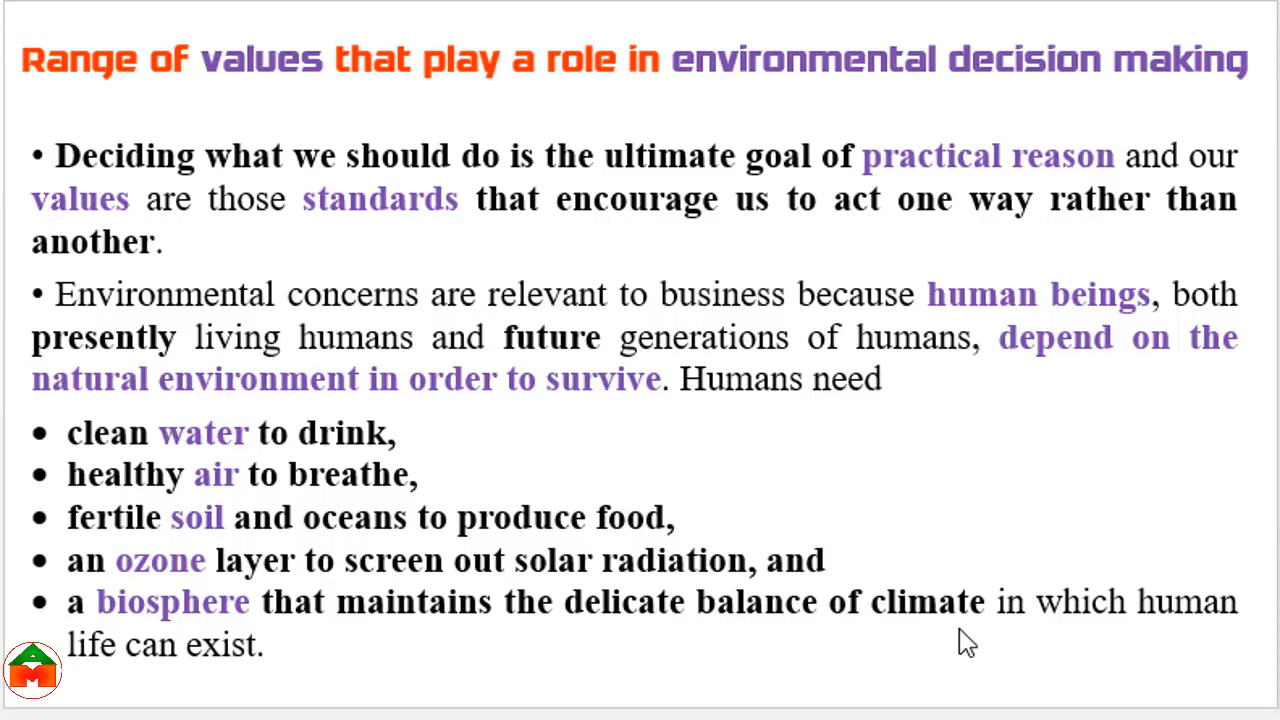 Range of values that play a role in environmental decision making
• Deciding what we should do is the ultimate goal of practical reason and our
values are those standards that encourage us to act one way rather than
another.
• Environmental concerns are relevant to business because human beings, both
presently living humans and future generations of humans, depend on the
natural environment in order to survive. Humans need
• clean water to drink,
• healthy air to breathe,
• fertile soil and oceans to produce food,
• an ozone layer to screen out solar radiation, and
• a biosphere that maintains the delicate balance of climate in which human
life can exist.
A
M